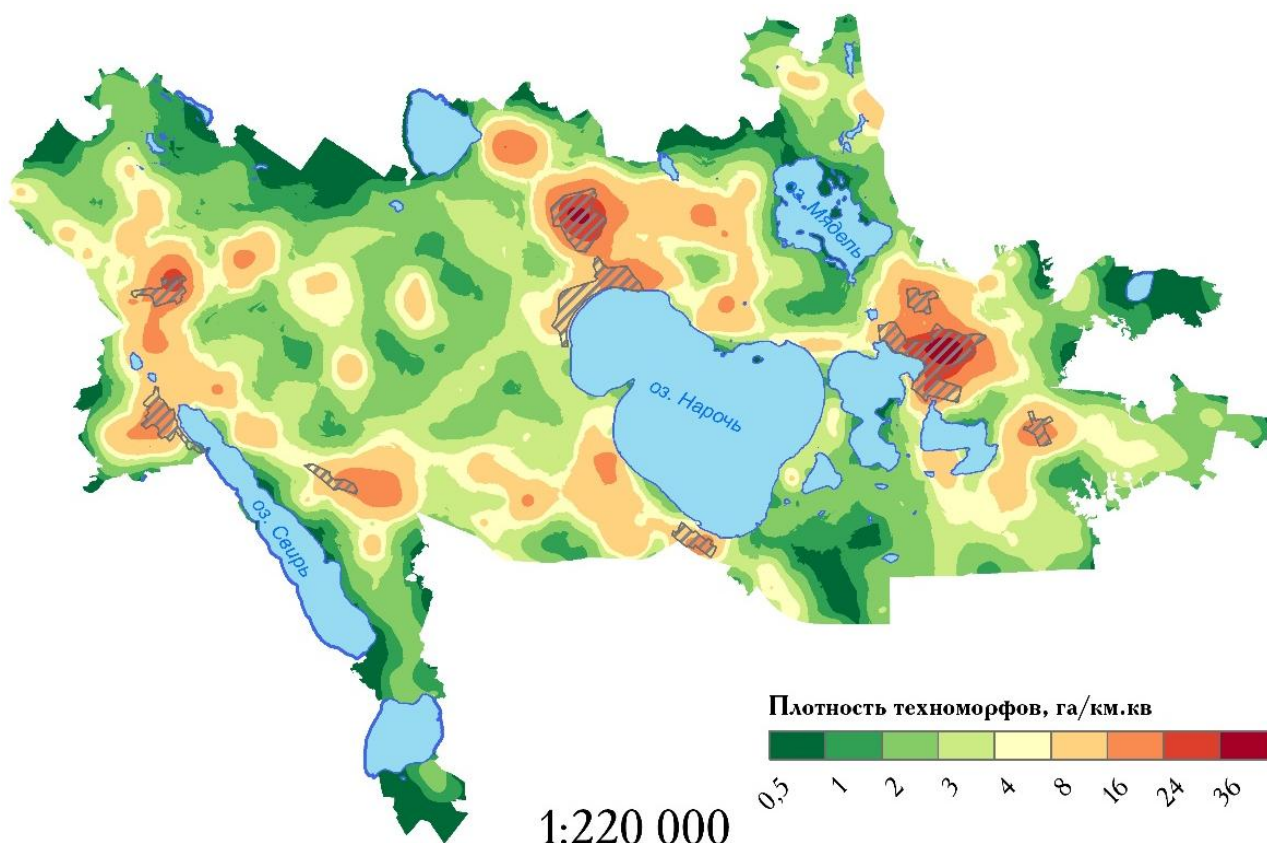 оз. Мядель
оз. Нарочь
оз. Свирь
Плотность техноморфов, га/км.кв
0,5 1 2 3 4 8 16 24 36
1:220 000